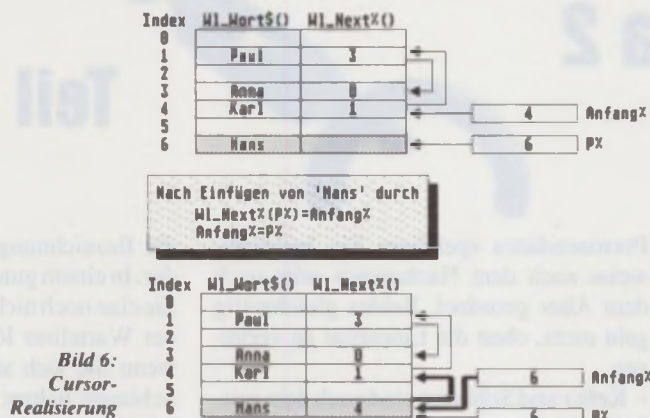 Index Wl_Wort$() Wl_Next%()
0
1 Paul 3
2
3 Anna 0
4 Karl 1 4 Anfang%
5
6 Hans 6 P%
Nach Einfügen von 'Hans' durch
Wl_Next%(P%)=Anfang%
Anfang%=P%
Index Wl_Wort$() Wl_Next%()
0
1 Paul 3
2
3 Anna 0
4 Karl 1 6 Anfang%
5
6 Hans 4 6 P%
Bild 6:
Cursor-
Realisierung